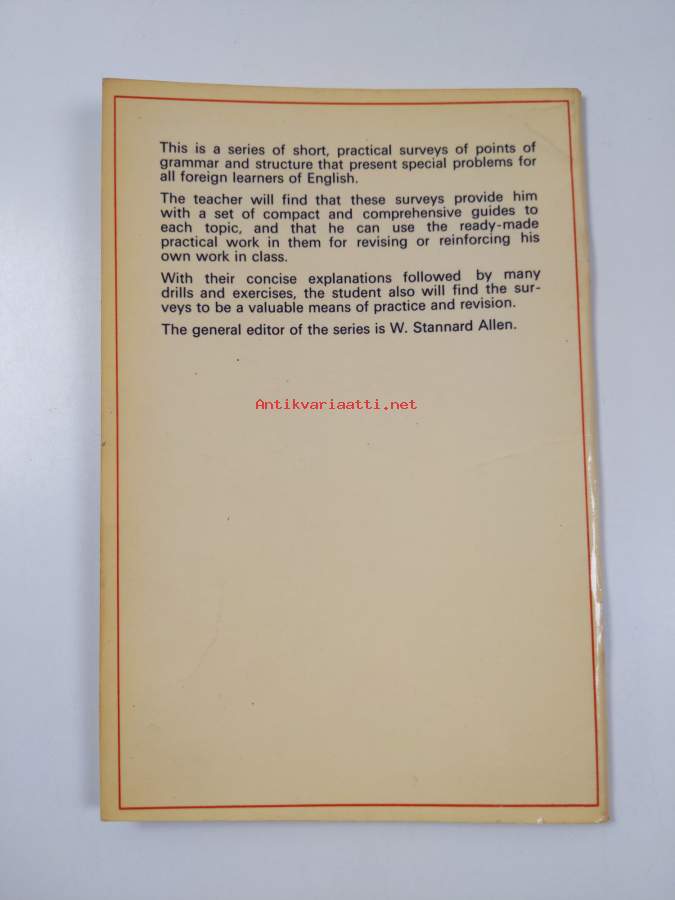 This is a series of short, practical surveys of points of
grammar and structure that present special problems for
all foreign learners of English.
The teacher will find that these surveys provide him
with a set of compact and comprehensive guides to
each topic, and that he can use the ready-made
practical work in them for revising or reinforcing his
own work in class.
With their concise explanations followed by many
drills and exercises, the student also will find the sur-
veys to be a valuable means of practice and revision.
The general editor of the series is W. Stannard Allen.
Antikvariaatti.net